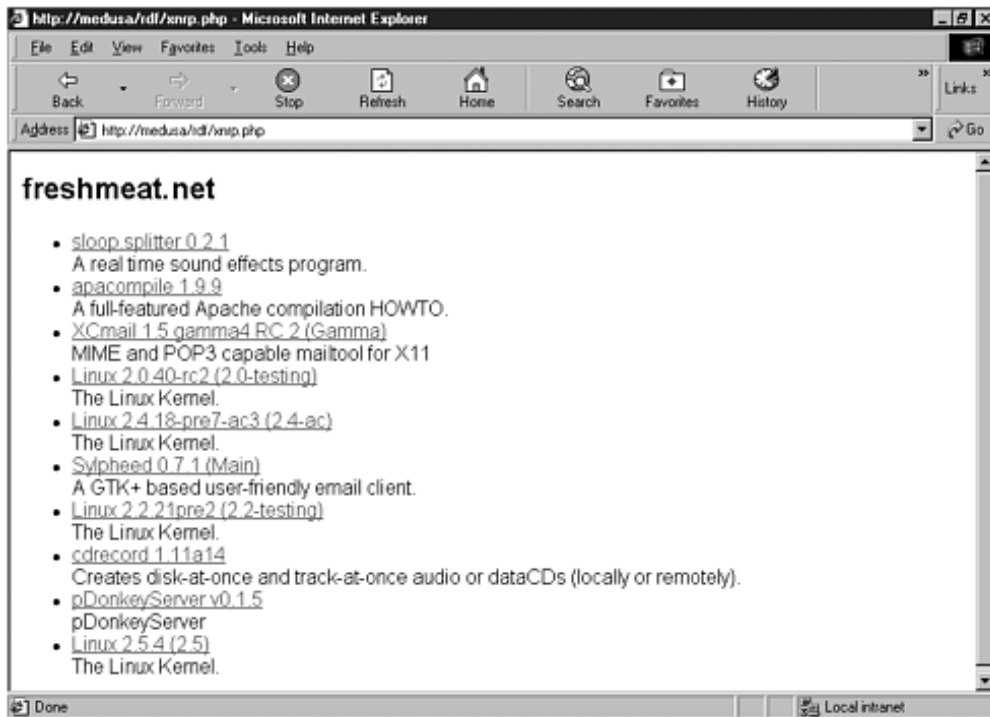 http://medusa/rdf/xnrp.php - Microsoft Internet Explorer
File Edit View Favorites Tools Help
Back Forward Stop Refresh Home Search Favorites History Links
Address http://medusa/rdf/xnrp.php Go
freshmeat.net
sloop.splitter 0.2.1
A real time sound effects program.
apacompile 1.9.9
A full-featured Apache compilation HOWTO.
XCmail 1.5 gamma4 RC 2 (Gamma)
MIME and POP3 capable mailtool for X11
Linux 2.0.40-rc2 (2.0-testing)
The Linux Kernel.
Linux 2.4.18-pre7-ac3 (2.4-ac)
The Linux Kernel.
Sylpheed 0.7.1 (Main)
A GTK+ based user-friendly email client.
Linux 2.2.21pre2 (2.2-testing)
The Linux Kernel.
cdrecord 1.11a14
Creates disk-at-once and track-at-once audio or dataCDs (locally or remotely).
pDonkeyServer v0.1.5
pDonkeyServer
Linux 2.5.4 (2.5)
The Linux Kernel.
Done Local intranet